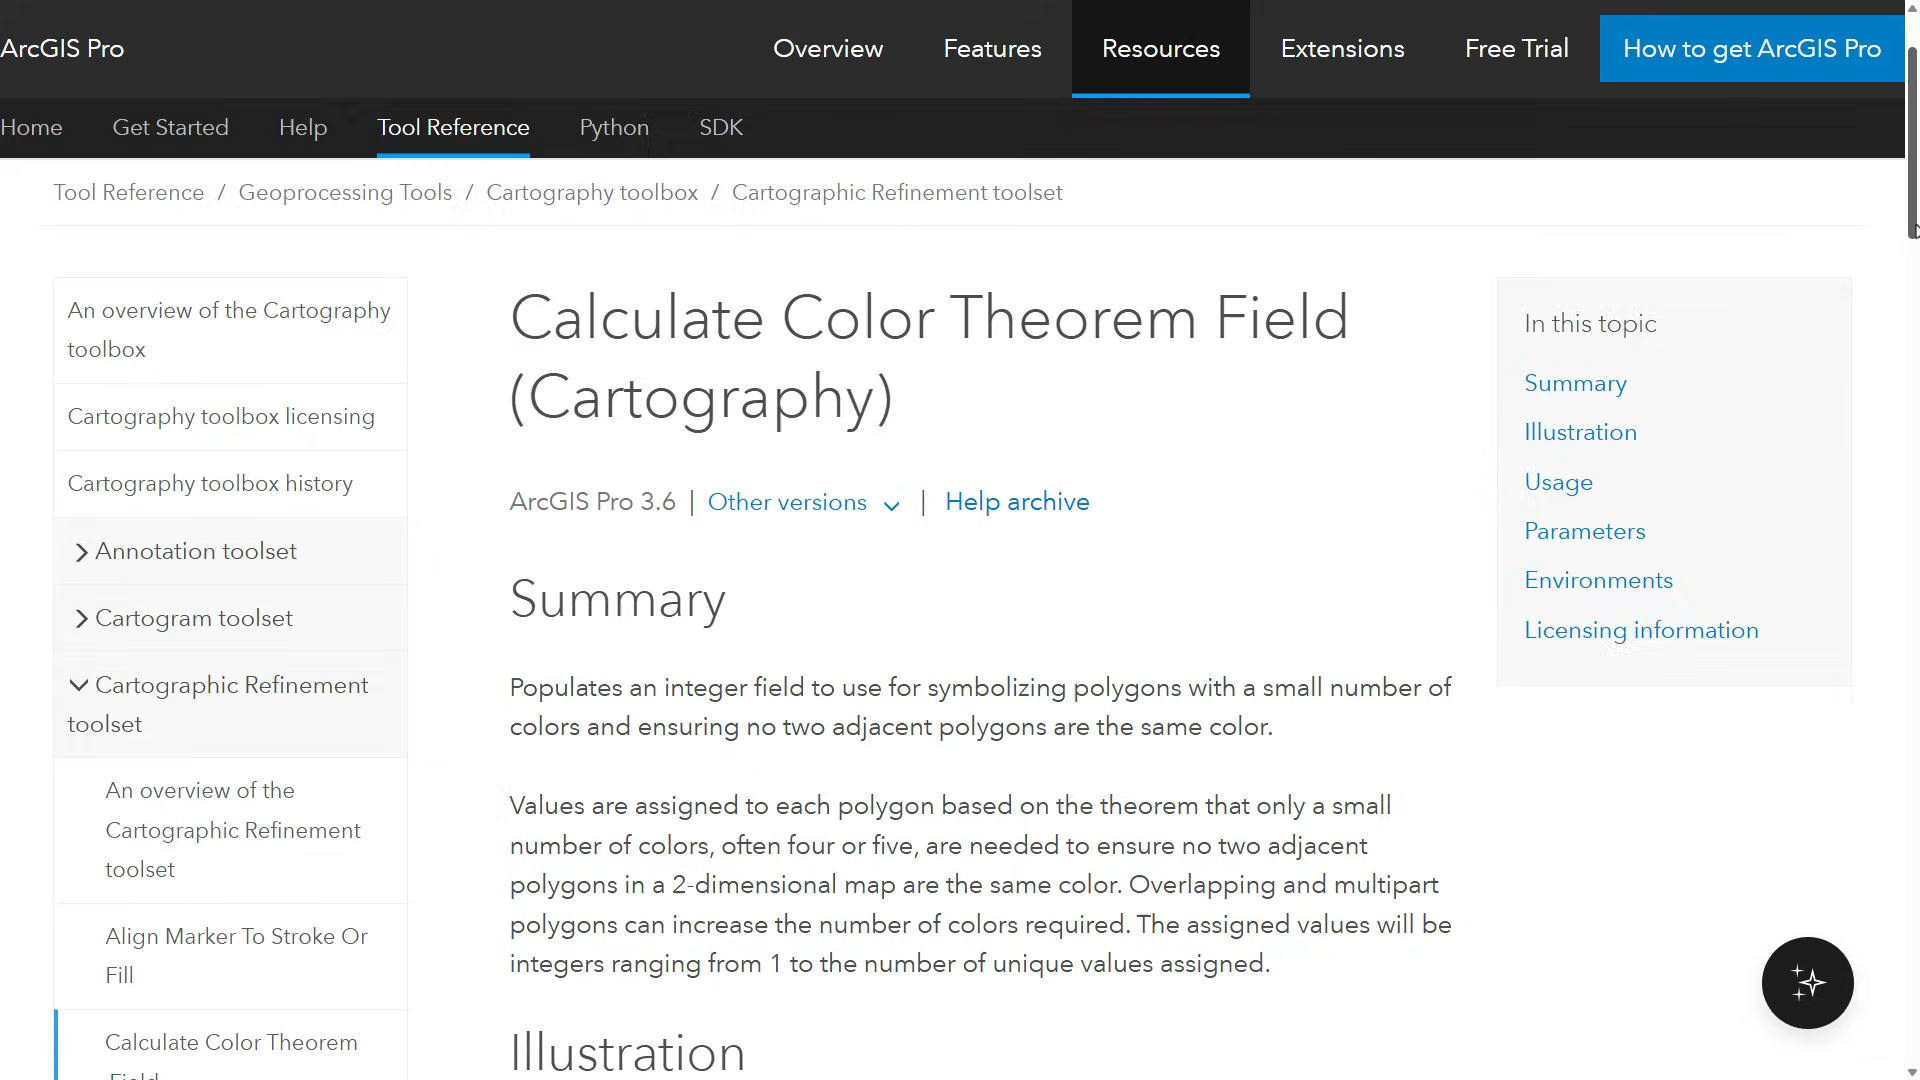 ArcGIS Pro
Overview
Features
Resources
Extensions
Free Trial
How to get ArcGIS Pro
Home
Get Started
Help
Tool Reference
Python
SDK
Tool Reference / Geoprocessing Tools / Cartography toolbox / Cartographic Refinement toolset
An overview of the Cartography
toolbox
Cartography toolbox licensing
Cartography toolbox history
Annotation toolset
Cartogram toolset
Cartographic Refinement
toolset
An overview of the
Cartographic Refinement
toolset
Align Marker To Stroke Or
Fill
Calculate Color Theorem
Field
Calculate Color Theorem Field
(Cartography)
ArcGIS Pro 3.6 | Other versions | Help archive
Summary
Populates an integer field to use for symbolizing polygons with a small number of
colors and ensuring no two adjacent polygons are the same color.
Values are assigned to each polygon based on the theorem that only a small
number of colors, often four or five, are needed to ensure no two adjacent
polygons in a 2-dimensional map are the same color. Overlapping and multipart
polygons can increase the number of colors required. The assigned values will be
integers ranging from 1 to the number of unique values assigned.
Illustration
In this topic
Summary
Illustration
Usage
Parameters
Environments
Licensing information